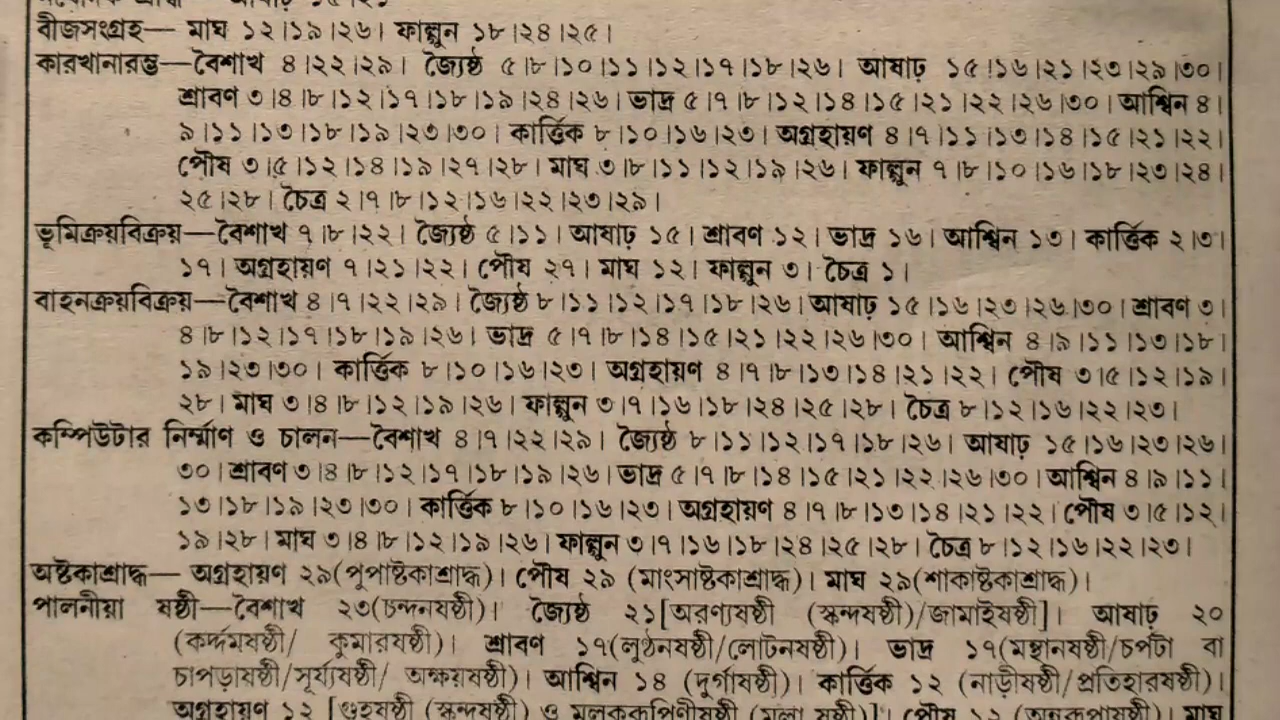 বীজসংগ্রহ— মাঘ ১২।১৯।২৬। ফাল্গুন ১৮।২৪।২৫।
কারখানারম্ভ—বৈশাখ ৪।২২।২৯। জ্যৈষ্ঠ ৫।৮।১০।১১।১২।১৭।১৮।২৬। আষাঢ় ১৫।১৬।২১।২৩।২৯।৩০।
শ্রাবণ ৩।৪।৮।১২।১৭।১৮।১৯।২৪।২৬। ভাদ্র ৫।৭।৮।১২।১৪।১৫।২১।২২।২৬।৩০। আশ্বিন ৪।
৯।১১।১৩।১৮।১৯।২৩।৩০। কার্ত্তিক ৮।১০।১৬।২৩। অগ্রহায়ণ ৪।৭।১১।১৩।১৪।১৫।২১।২২।
পৌষ ৩।৫।১২।১৪।১৯।২৭।২৮। মাঘ ৩।৮।১১।১২।১৯।২৬। ফাল্গুন ৭।৮।১০।১৬।১৮।২৩।২৪।
২৫।২৮। চৈত্র ২।৭।৮।১২।১৬।২২।২৩।২৯।
ভূমিক্রয়বিক্রয়—বৈশাখ ৭।৮।২২। জ্যৈষ্ঠ ৫।১১। আষাঢ় ১৫। শ্রাবণ ১২। ভাদ্র ১৬। আশ্বিন ১৩। কার্ত্তিক ২।৩।
১৭। অগ্রহায়ণ ৭।২১।২২। পৌষ ২৭। মাঘ ১২। ফাল্গুন ৩। চৈত্র ১।
বাহনক্রয়বিক্রয়—বৈশাখ ৪।৭।২২।২৯। জ্যৈষ্ঠ ৮।১১।১২।১৭।১৮।২৬। আষাঢ় ১৫।১৬।২৩।২৬।৩০। শ্রাবণ ৩।
৪।৮।১২।১৭।১৮।১৯।২৬। ভাদ্র ৫।৭।৮।১৪।১৫।২১।২২।২৬।৩০। আশ্বিন ৪।৯।১১।১৩।১৮।
১৯।২৩।৩০। কার্ত্তিক ৮।১০।১৬।২৩। অগ্রহায়ণ ৪।৭।৮।১৩।১৪।২১।২২। পৌষ ৩।৫।১২।১৯।
২৮। মাঘ ৩।৪।৮।১২।১৯।২৬। ফাল্গুন ৩।৭।১৬।১৮।২৪।২৫।২৮। চৈত্র ৮।১২।১৬।২২।২৩।
কম্পিউটার নির্ম্মাণ ও চালন—বৈশাখ ৪।৭।২২।২৯। জ্যৈষ্ঠ ৮।১১।১২।১৭।১৮।২৬। আষাঢ় ১৫।১৬।২৩।২৬।
৩০। শ্রাবণ ৩।৪।৮।১২।১৭।১৮।১৯।২৬। ভাদ্র ৫।৭।৮।১৪।১৫।২১।২২।২৬।৩০। আশ্বিন ৪।৯।১১।
১৩।১৮।১৯।২৩।৩০। কার্ত্তিক ৮।১০।১৬।২৩। অগ্রহায়ণ ৪।৭।৮।১৩।১৪।২১।২২। পৌষ ৩।৫।১২।
১৯।২৮। মাঘ ৩।৪।৮।১২।১৯।২৬। ফাল্গুন ৩।৭।১৬।১৮।২৪।২৫।২৮। চৈত্র ৮।১২।১৬।২২।২৩।
অষ্টকাশ্রাদ্ধ— অগ্রহায়ণ ২৯(পুপাষ্টকাশ্রাদ্ধ)। পৌষ ২৯ (মাংসাষ্টকাশ্রাদ্ধ)। মাঘ ২৯(শাকাষ্টকাশ্রাদ্ধ)।
পালনীয়া ষষ্ঠী—বৈশাখ ২৩(চন্দনষষ্ঠী)। জ্যৈষ্ঠ ২১[অরণ্যষষ্ঠী (স্কন্দষষ্ঠী)/জামাইষষ্ঠী]। আষাঢ় ২০
(কর্দ্দমষষ্ঠী/ কুমারষষ্ঠী)। শ্রাবণ ১৭(লুণ্ঠনষষ্ঠী/লোটনষষ্ঠী)। ভাদ্র ১৭(মন্থানষষ্ঠী/চর্পটা বা
চাপড়াষষ্ঠী/সূর্য্যষষ্ঠী/ অক্ষয়ষষ্ঠী)। আশ্বিন ১৪ (দুর্গাষষ্ঠী)। কার্ত্তিক ১২ (নাড়ীষষ্ঠী/প্রতিহারষষ্ঠী)।
অগ্রহায়ণ ১২ [গুহষষ্ঠী (স্কন্দষষ্ঠী) ও মূলকরূপিণীষষ্ঠী (মূলা ষষ্ঠী)]। পৌষ ১২ (অন্নরূপাষষ্ঠী)। মাঘ